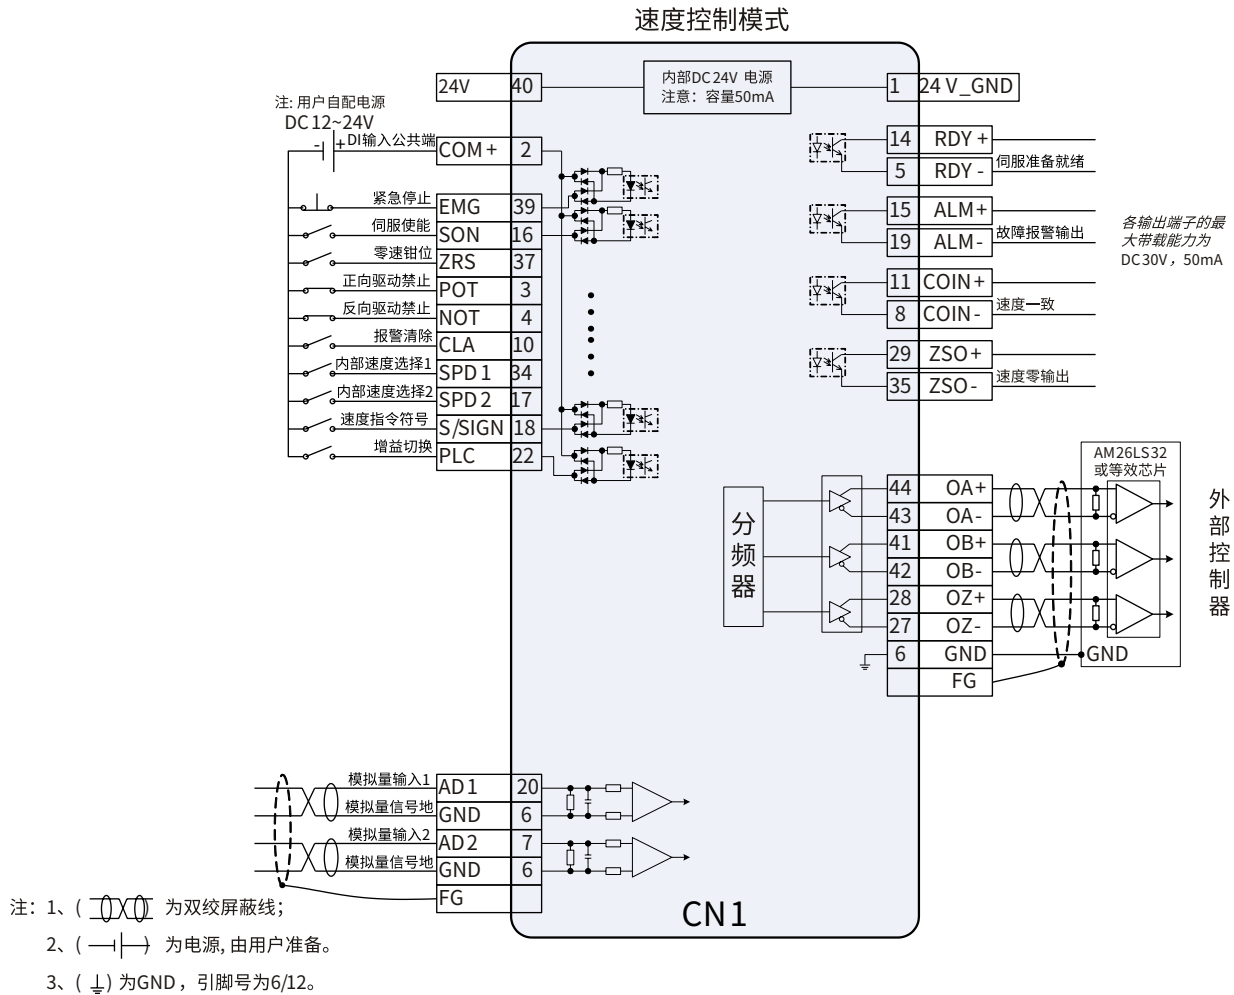 速度控制模式
24V 40
内部DC24V 电源
注意：容量50mA
1 24V_GND
注: 用户自配电源
DC12~24V
- + DI输入公共端 COM+ 2
紧急停止 EMG 39
伺服使能 SON 16
零速钳位 ZRS 37
正向驱动禁止 POT 3
反向驱动禁止 NOT 4
报警清除 CLA 10
内部速度选择1 SPD1 34
内部速度选择2 SPD2 17
速度指令符号 S/SIGN 18
增益切换 PLC 22
14 RDY+
5 RDY- 伺服准备就绪
15 ALM+
19 ALM- 故障报警输出
11 COIN+
8 COIN- 速度一致
29 ZSO+
35 ZSO- 速度零输出
各输出端子的最
大带载能力为
DC30V，50mA
分频器
44 OA+
43 OA-
41 OB+
42 OB-
28 OZ+
27 OZ-
6 GND
FG
AM26LS32
或等效芯片
GND
外部控制器
模拟量输入1 AD1 20
模拟量信号地 GND 6
模拟量输入2 AD2 7
模拟量信号地 GND 6
FG
CN1
注：1、( ) 为双绞屏蔽线；
2、( ) 为电源, 由用户准备。
3、( ) 为GND，引脚号为6/12。